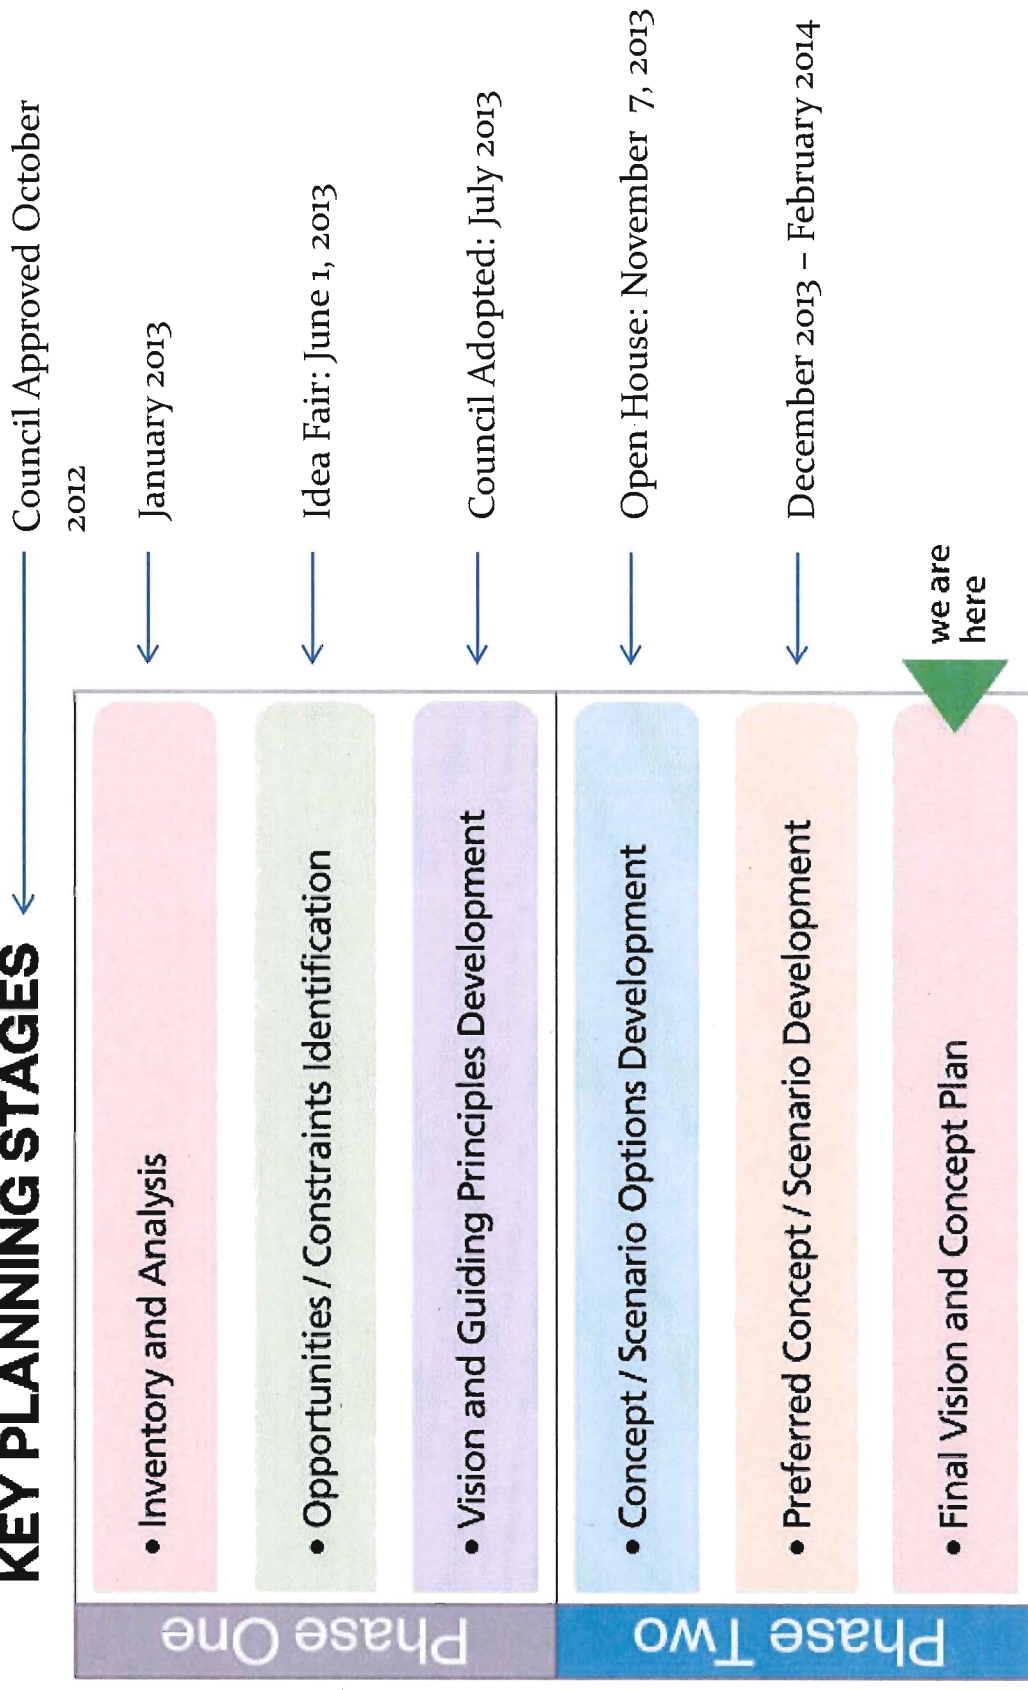 KEY PLANNING STAGES
Council Approved October
2012
Phase One
• Inventory and Analysis
January 2013
• Opportunities / Constraints Identification
Idea Fair: June 1, 2013
• Vision and Guiding Principles Development
Council Adopted: July 2013
Phase Two
• Concept / Scenario Options Development
Open House: November 7, 2013
• Preferred Concept / Scenario Development
December 2013 – February 2014
• Final Vision and Concept Plan
we are
here